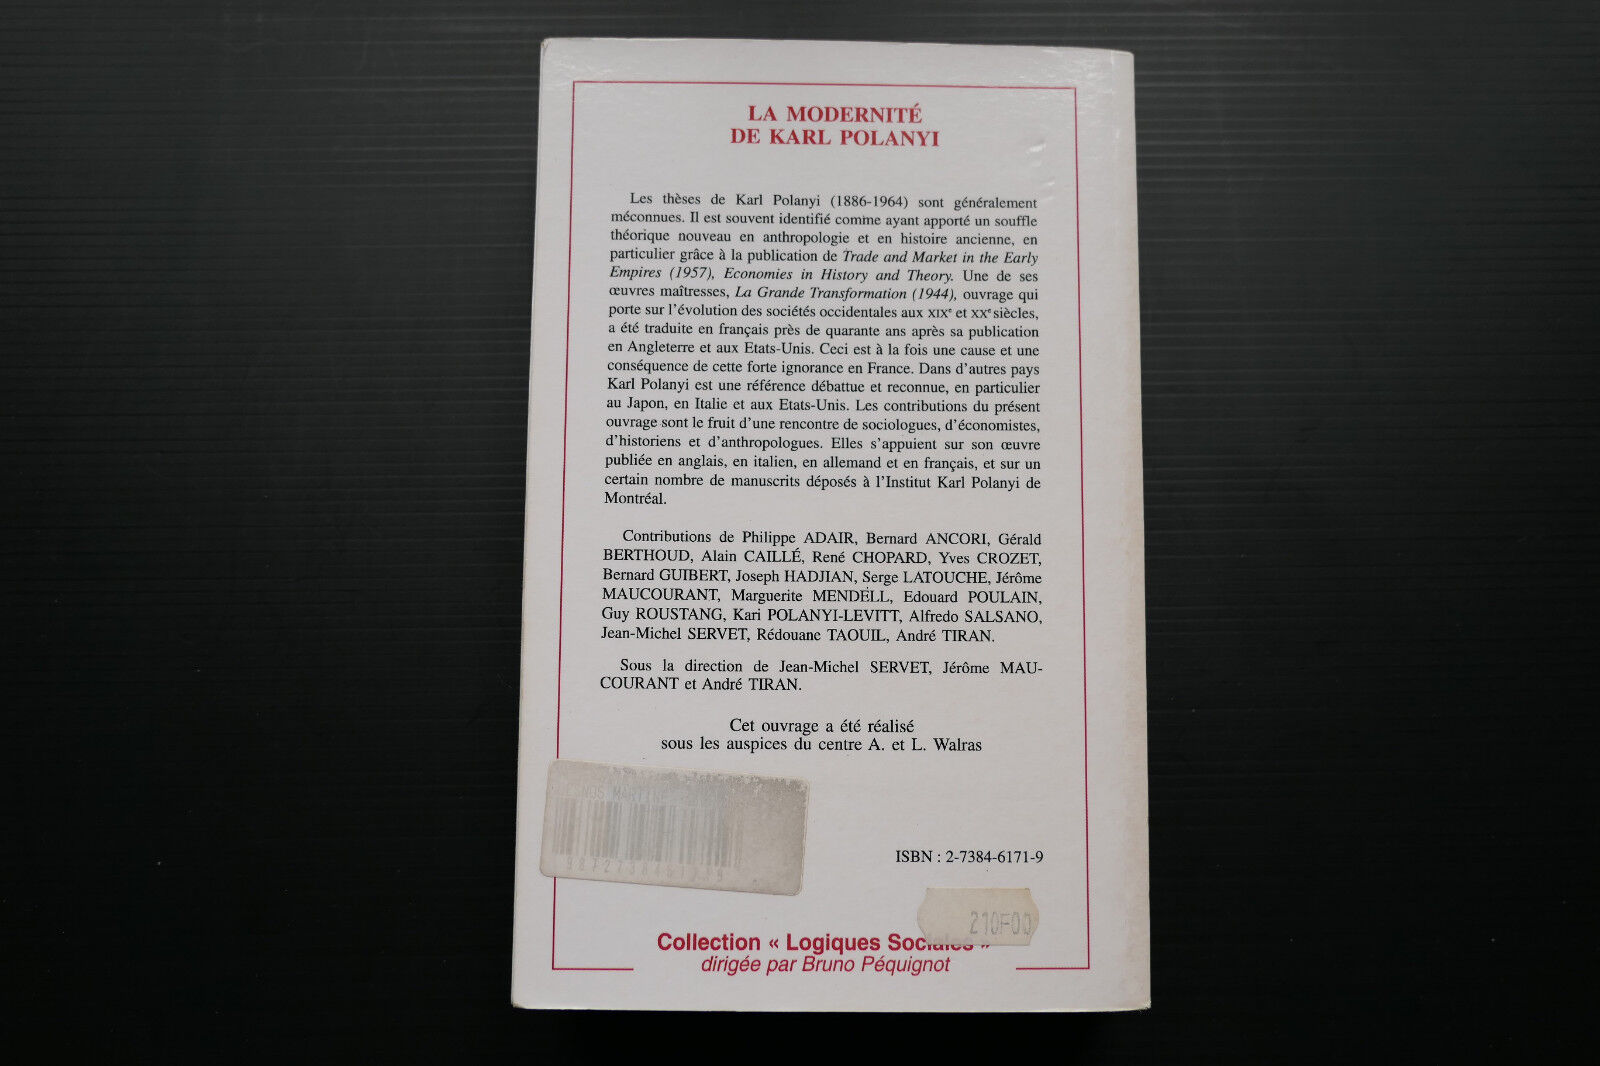 LA MODERNITÉ
DE KARL POLANYI
Les thèses de Karl Polanyi (1886-1964) sont généralement
méconnues. Il est souvent identifié comme ayant apporté un souffle
théorique nouveau en anthropologie et en histoire ancienne, en
particulier grâce à la publication de Trade and Market in the Early
Empires (1957), Economies in History and Theory. Une de ses
œuvres maîtresses, La Grande Transformation (1944), ouvrage qui
porte sur l'évolution des sociétés occidentales aux XIXe et XXe siècles,
a été traduite en français près de quarante ans après sa publication
en Angleterre et aux Etats-Unis. Ceci est à la fois une cause et une
conséquence de cette forte ignorance en France. Dans d'autres pays
Karl Polanyi est une référence débattue et reconnue, en particulier
au Japon, en Italie et aux Etats-Unis. Les contributions du présent
ouvrage sont le fruit d'une rencontre de sociologues, d'économistes,
d'historiens et d'anthropologues. Elles s'appuient sur son œuvre
publiée en anglais, en italien, en allemand et en français, et sur un
certain nombre de manuscrits déposés à l'Institut Karl Polanyi de
Montréal.
Contributions de Philippe ADAIR, Bernard ANCORI, Gérald
BERTHOUD, Alain CAILLÉ, René CHOPARD, Yves CROZET,
Bernard GUIBERT, Joseph HADJIAN, Serge LATOUCHE, Jérôme
MAUCOURANT, Marguerite MENDELL, Edouard POULAIN,
Guy ROUSTANG, Kari POLANYI-LEVITT, Alfredo SALSANO,
Jean-Michel SERVET, Rédouane TAOUIL, André TIRAN.
Sous la direction de Jean-Michel SERVET, Jérôme MAU-
COURANT et André TIRAN.
Cet ouvrage a été réalisé
sous les auspices du centre A. et L. Walras
ISBN : 2-7384-6171-9
210F00
Collection « Logiques Sociales »
dirigée par Bruno Péquignot